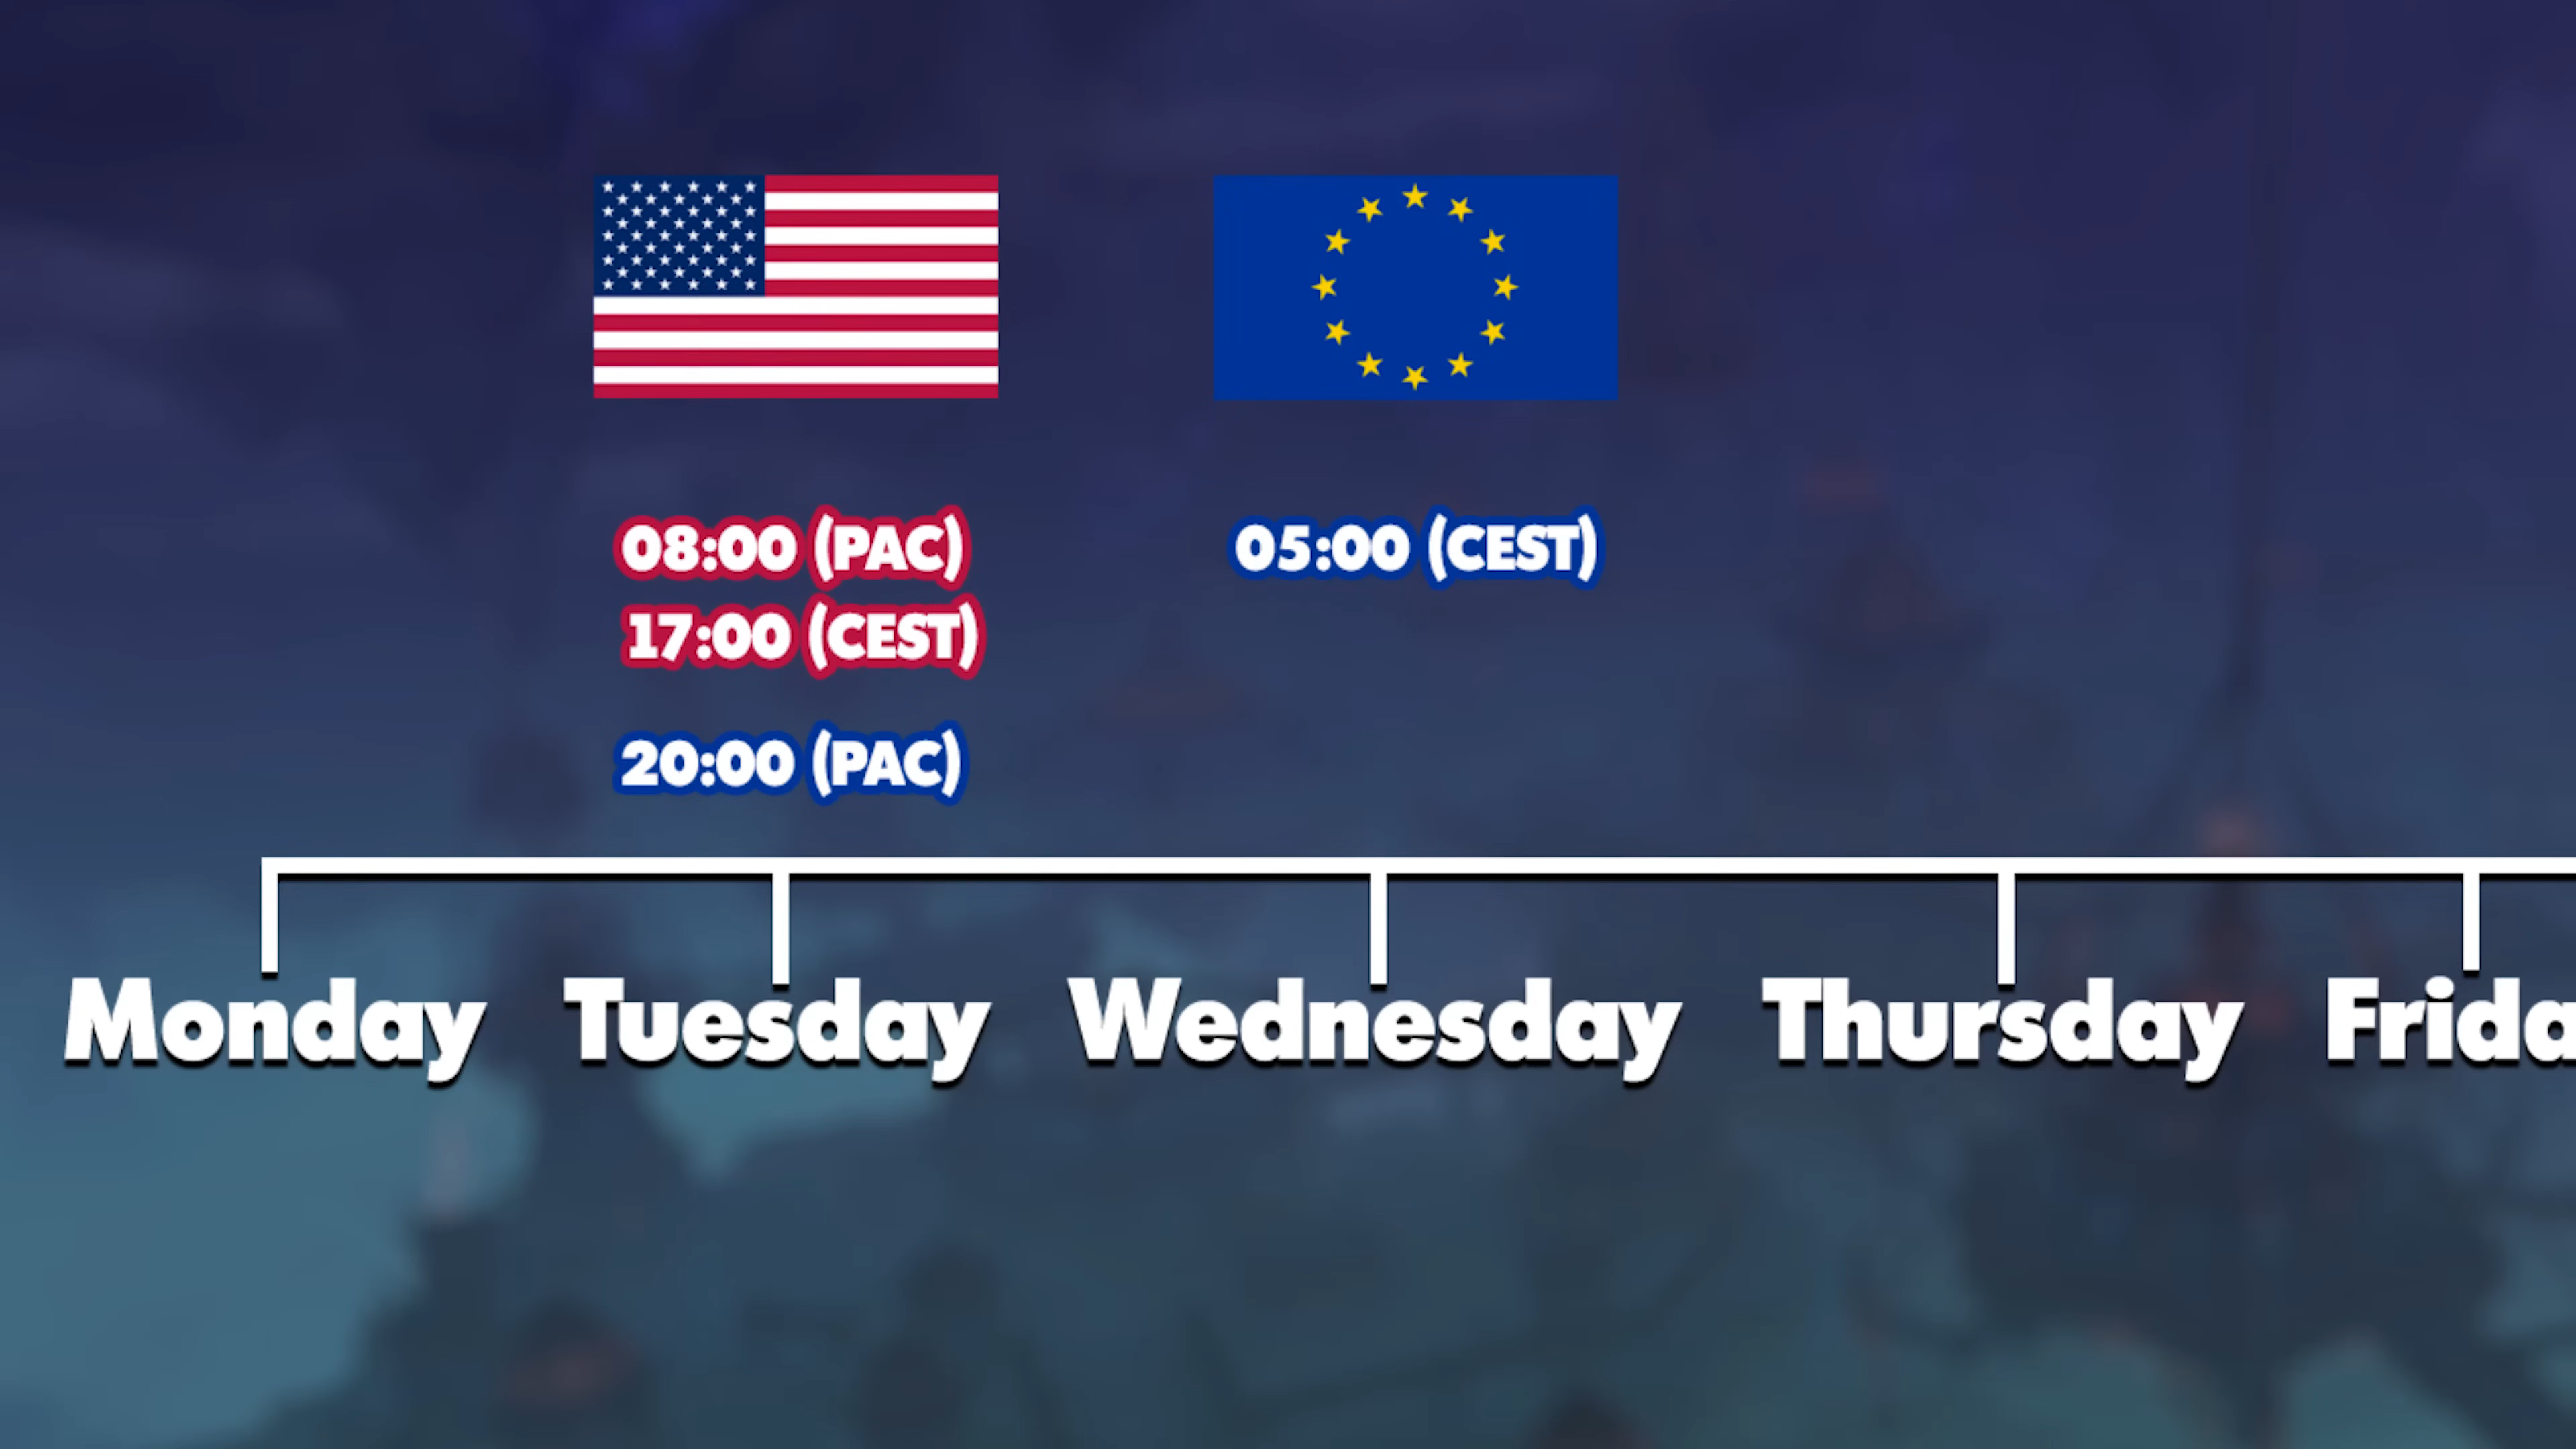 08:00 (PAC)
17:00 (CEST)
20:00 (PAC)
05:00 (CEST)
Monday Tuesday Wednesday Thursday Frida